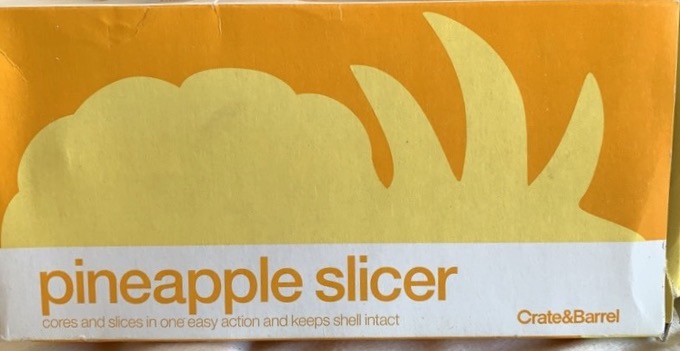 pineapple slicer
cores and slices in one easy action and keeps shell intact
Crate&Barrel